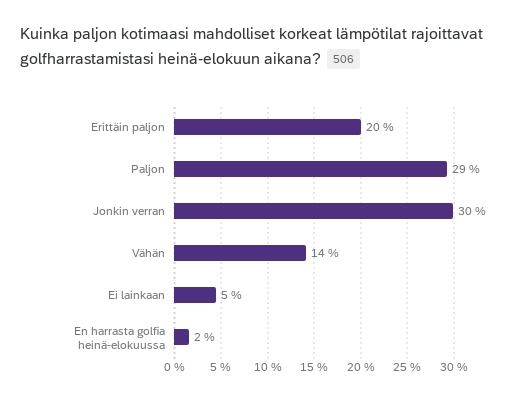 Kuinka paljon kotimaasi mahdolliset korkeat lämpötilat rajoittavat
golfharrastamistasi heinä-elokuun aikana? 506
Erittäin paljon 20 %
Paljon 29 %
Jonkin verran 30 %
Vähän 14 %
Ei lainkaan 5 %
En harrasta golfia
heinä-elokuussa 2 %
0 % 5 % 10 % 15 % 20 % 25 % 30 %